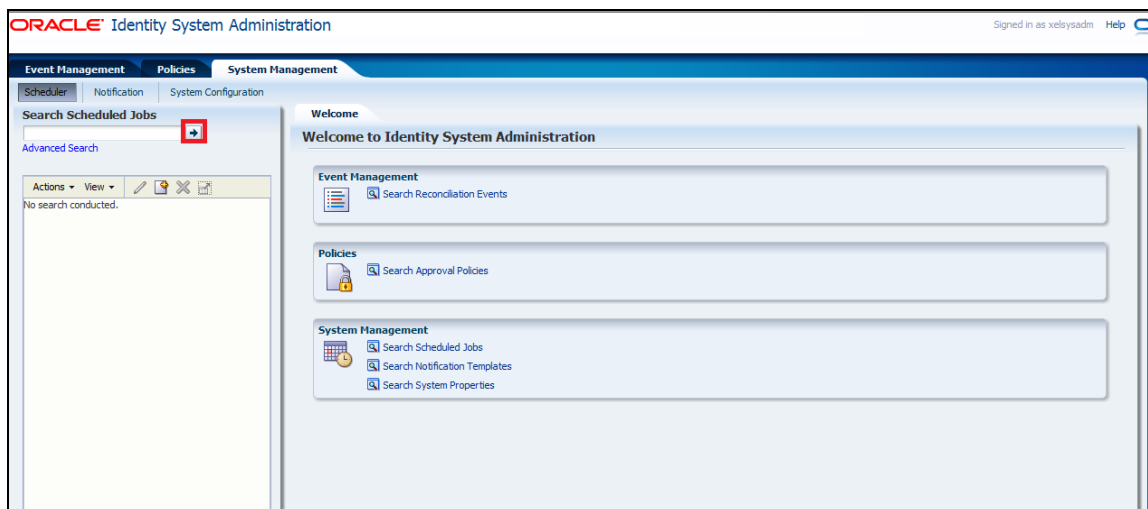 ORACLE Identity System Administration
Signed in as xelsysadm Help
Event Management Policies System Management
Scheduler Notification System Configuration
Search Scheduled Jobs
Advanced Search
Actions View
No search conducted.
Welcome
Welcome to Identity System Administration
Event Management
Search Reconciliation Events
Policies
Search Approval Policies
System Management
Search Scheduled Jobs
Search Notification Templates
Search System Properties